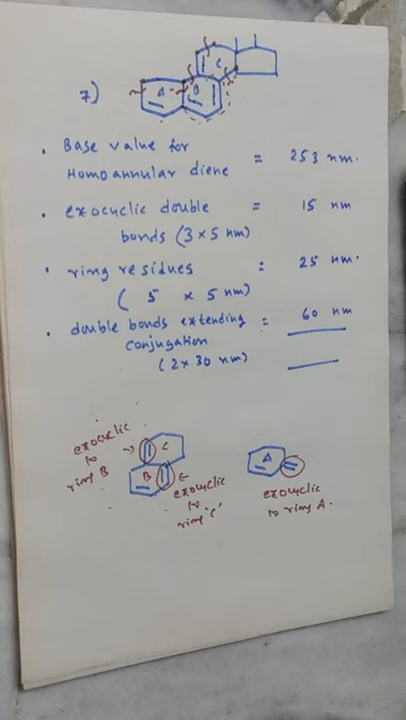 7)
A B C
• Base value for = 253 nm.
Homoannular diene
• exocyclic double = 15 nm
bonds (3 x 5 nm)
• ring residues : 25 nm.
( 5 x 5 nm)
• double bonds extending = 60 nm
conjugation
(2 x 30 nm)
exocyclic
to
ring B
→ C
B
← exocyclic
to
ring 'C'
A
exocyclic
to ring A.